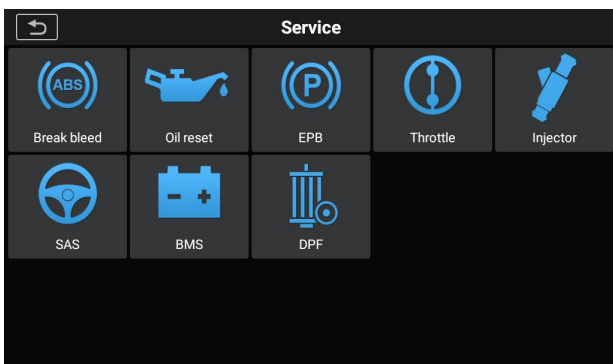 Service
ABS
P
Break bleed
Oil reset
EPB
Throttle
Injector
SAS
BMS
DPF